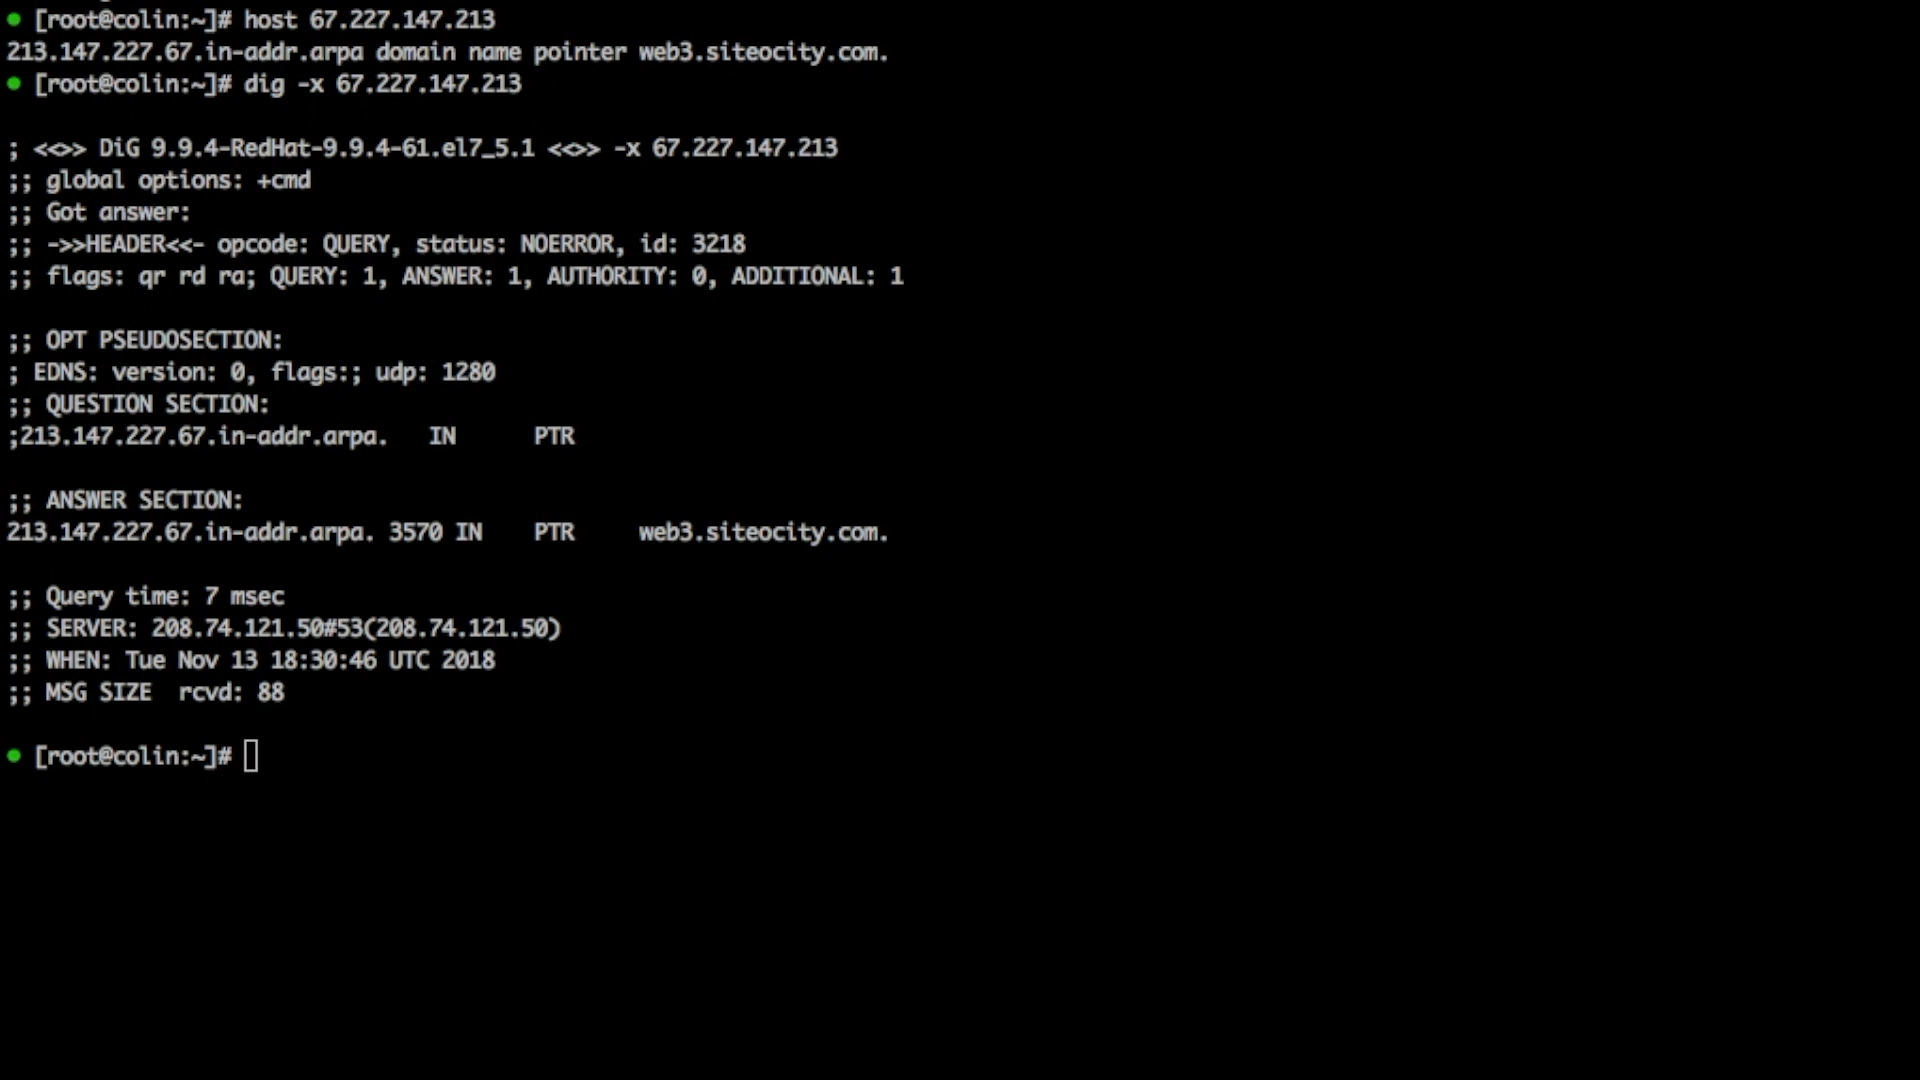 [root@colin:~]# host 67.227.147.213
213.147.227.67.in-addr.arpa domain name pointer web3.siteocity.com.
[root@colin:~]# dig -x 67.227.147.213
; <<>> DiG 9.9.4-RedHat-9.9.4-61.el7_5.1 <<>> -x 67.227.147.213
;; global options: +cmd
;; Got answer:
;; ->>HEADER<<- opcode: QUERY, status: NOERROR, id: 3218
;; flags: qr rd ra; QUERY: 1, ANSWER: 1, AUTHORITY: 0, ADDITIONAL: 1
;; OPT PSEUDOSECTION:
; EDNS: version: 0, flags:; udp: 1280
;; QUESTION SECTION:
;213.147.227.67.in-addr.arpa.   IN      PTR
;; ANSWER SECTION:
213.147.227.67.in-addr.arpa. 3570 IN    PTR     web3.siteocity.com.
;; Query time: 7 msec
;; SERVER: 208.74.121.50#53(208.74.121.50)
;; WHEN: Tue Nov 13 18:30:46 UTC 2018
;; MSG SIZE  rcvd: 88
[root@colin:~]#